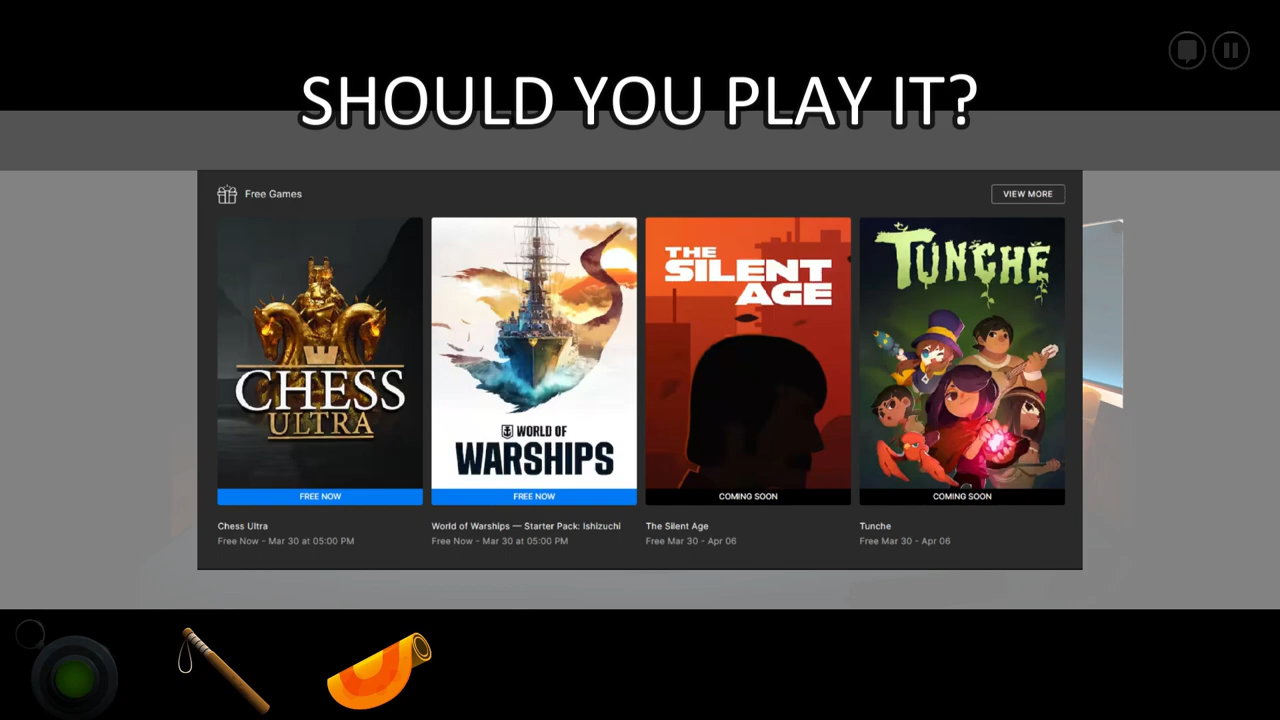 SHOULD YOU PLAY IT?
Free Games
VIEW MORE
CHESS
ULTRA
FREE NOW
Chess Ultra
Free Now - Mar 30 at 05:00 PM
WORLD OF
WARSHIPS
FREE NOW
World of Warships — Starter Pack: Ishizuchi
Free Now - Mar 30 at 05:00 PM
THE
SILENT
AGE
COMING SOON
The Silent Age
Free Mar 30 - Apr 06
TUNCHE
COMING SOON
Tunche
Free Mar 30 - Apr 06